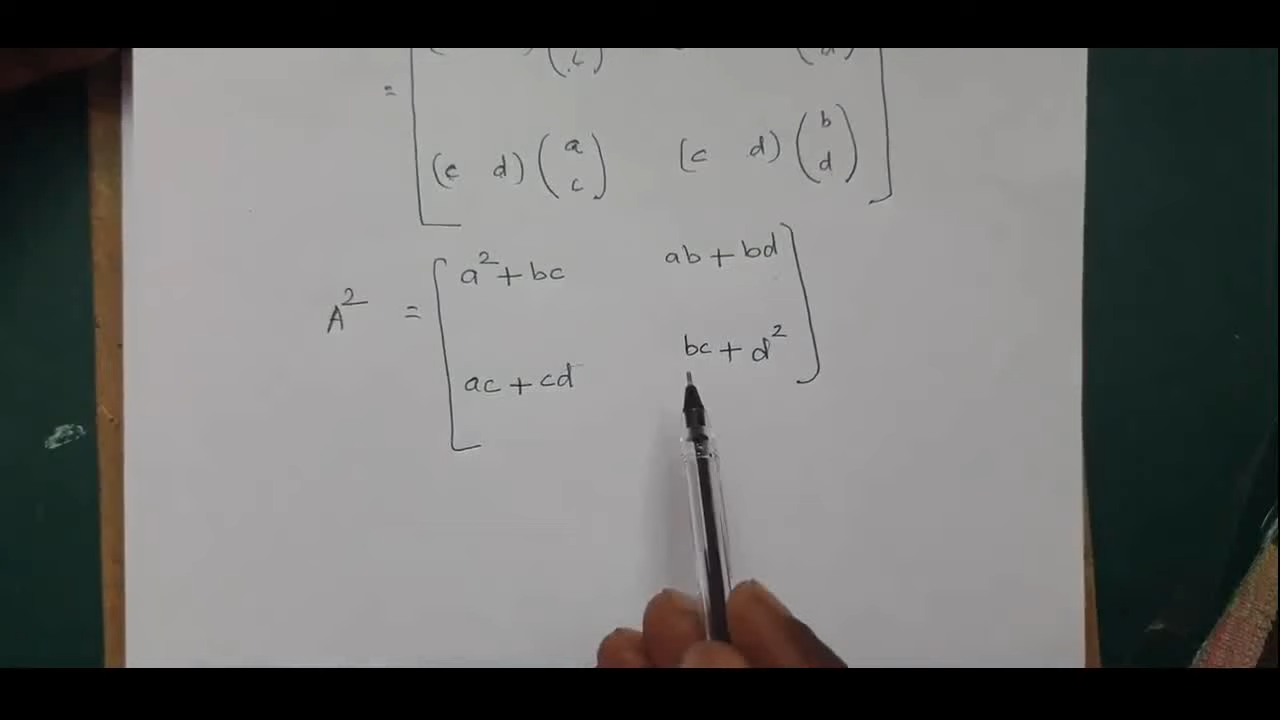 =
(c d) (a c) (c d) (b d)
A² = [ a² + bc ab + bd
ac + cd bc + d² ]